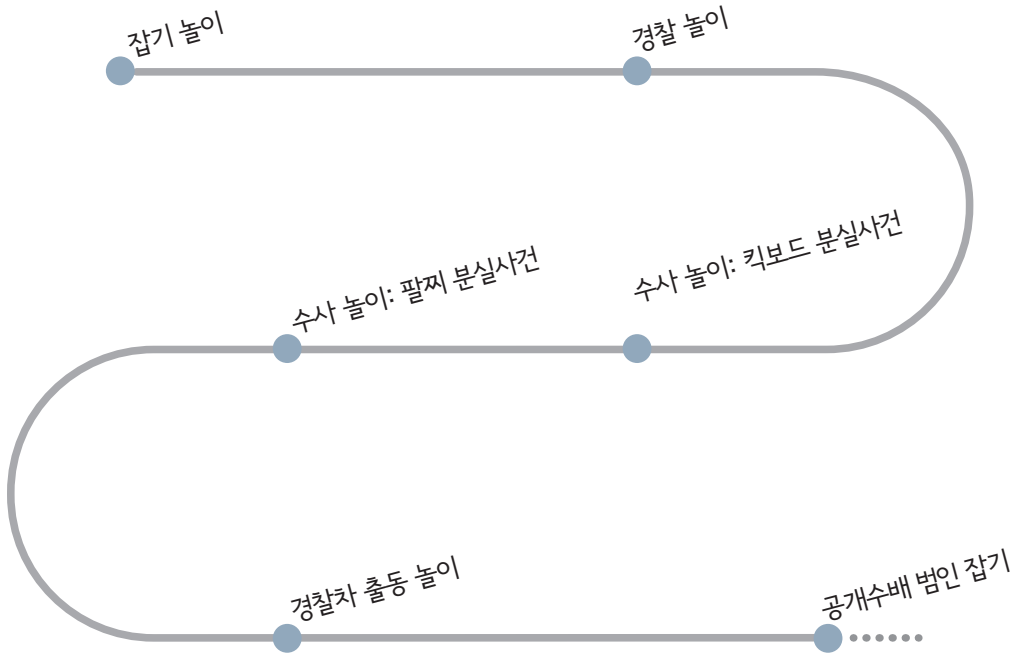 잡기 놀이
경찰 놀이
수사 놀이: 킥보드 분실사건
수사 놀이: 팔찌 분실사건
경찰차 출동 놀이
공개수배 범인 잡기